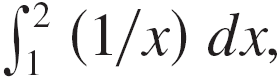 ∫₁² (1/x) dx,